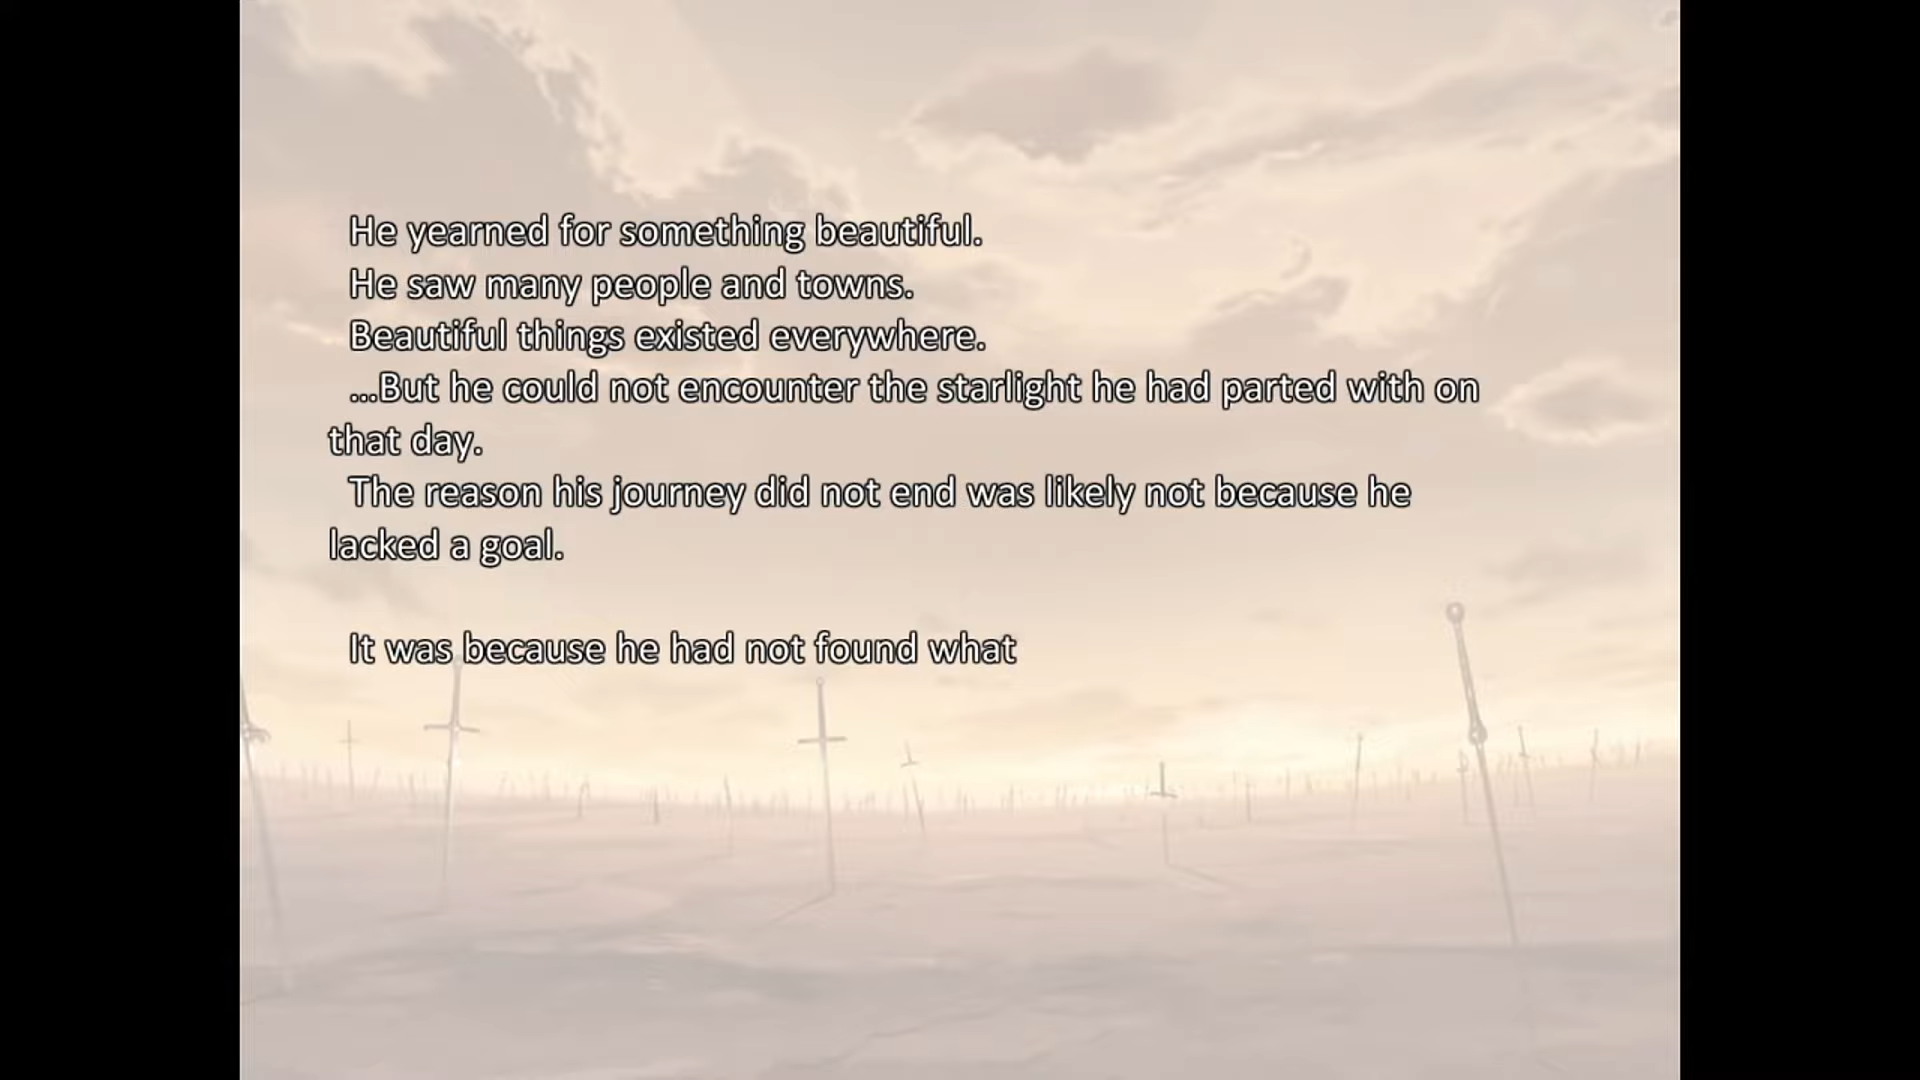 He yearned for something beautiful.
He saw many people and towns.
Beautiful things existed everywhere.
...But he could not encounter the starlight he had parted with on
that day.
The reason his journey did not end was likely not because he
lacked a goal.
It was because he had not found what